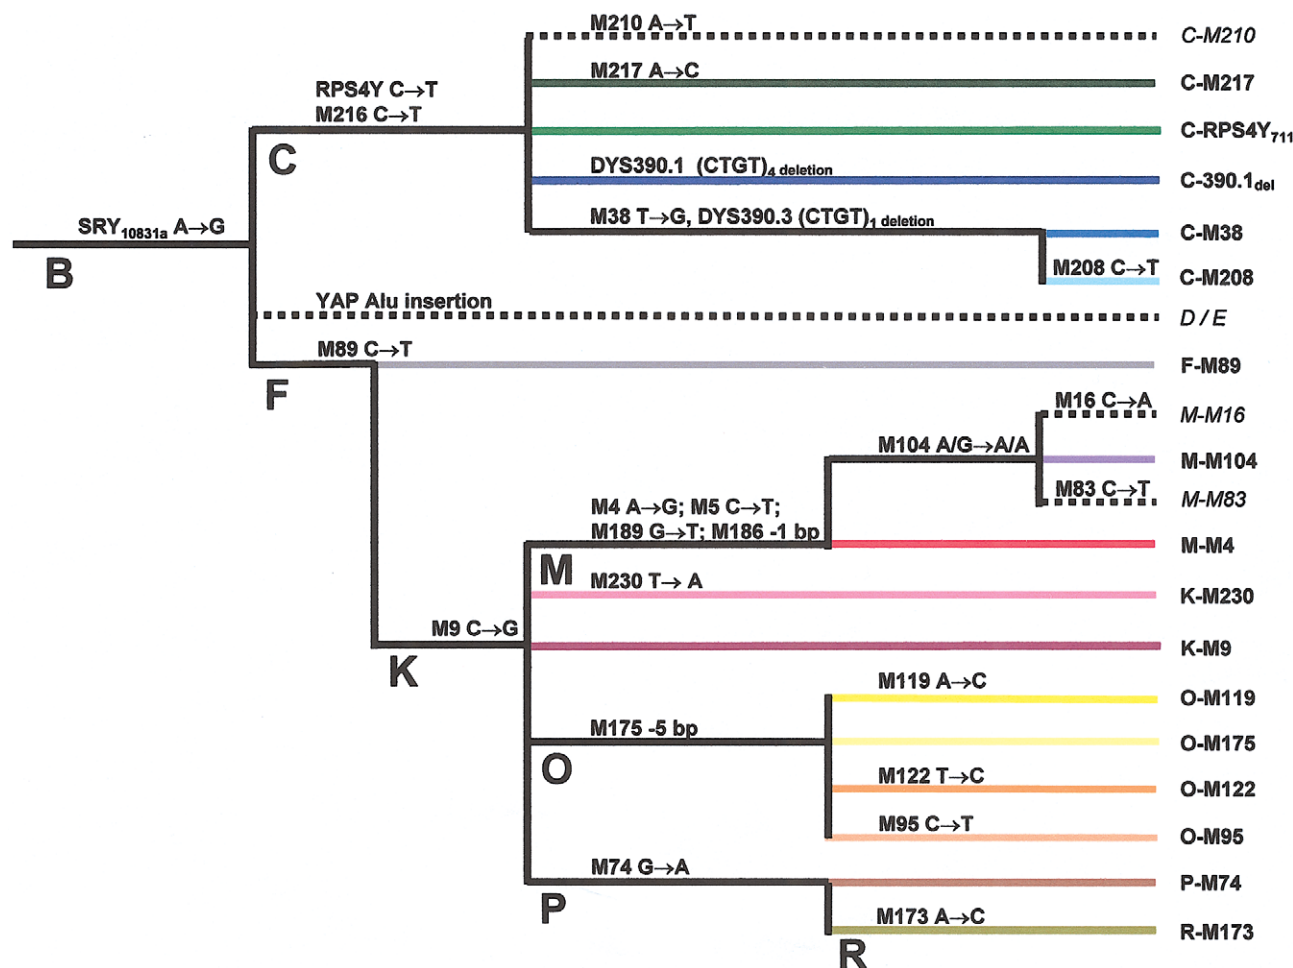 M210 A→T
C-M210
M217 A→C
C-M217
RPS4Y C→T
M216 C→T
C-RPS4Y711
C
DYS390.1 (CTGT)4 deletion
C-390.1del
M38 T→G, DYS390.3 (CTGT)1 deletion
C-M38
SRY10831a A→G
B
M208 C→T
C-M208
YAP Alu insertion
D / E
M89 C→T
F-M89
F
M16 C→A
M-M16
M104 A/G→A/A
M-M104
M83 C→T
M-M83
M4 A→G; M5 C→T;
M189 G→T; M186 -1 bp
M-M4
M
M230 T→ A
K-M230
M9 C→G
K-M9
K
M119 A→C
O-M119
M175 -5 bp
O-M175
O
M122 T→C
O-M122
M95 C→T
O-M95
M74 G→A
P-M74
P
M173 A→C
R-M173
R